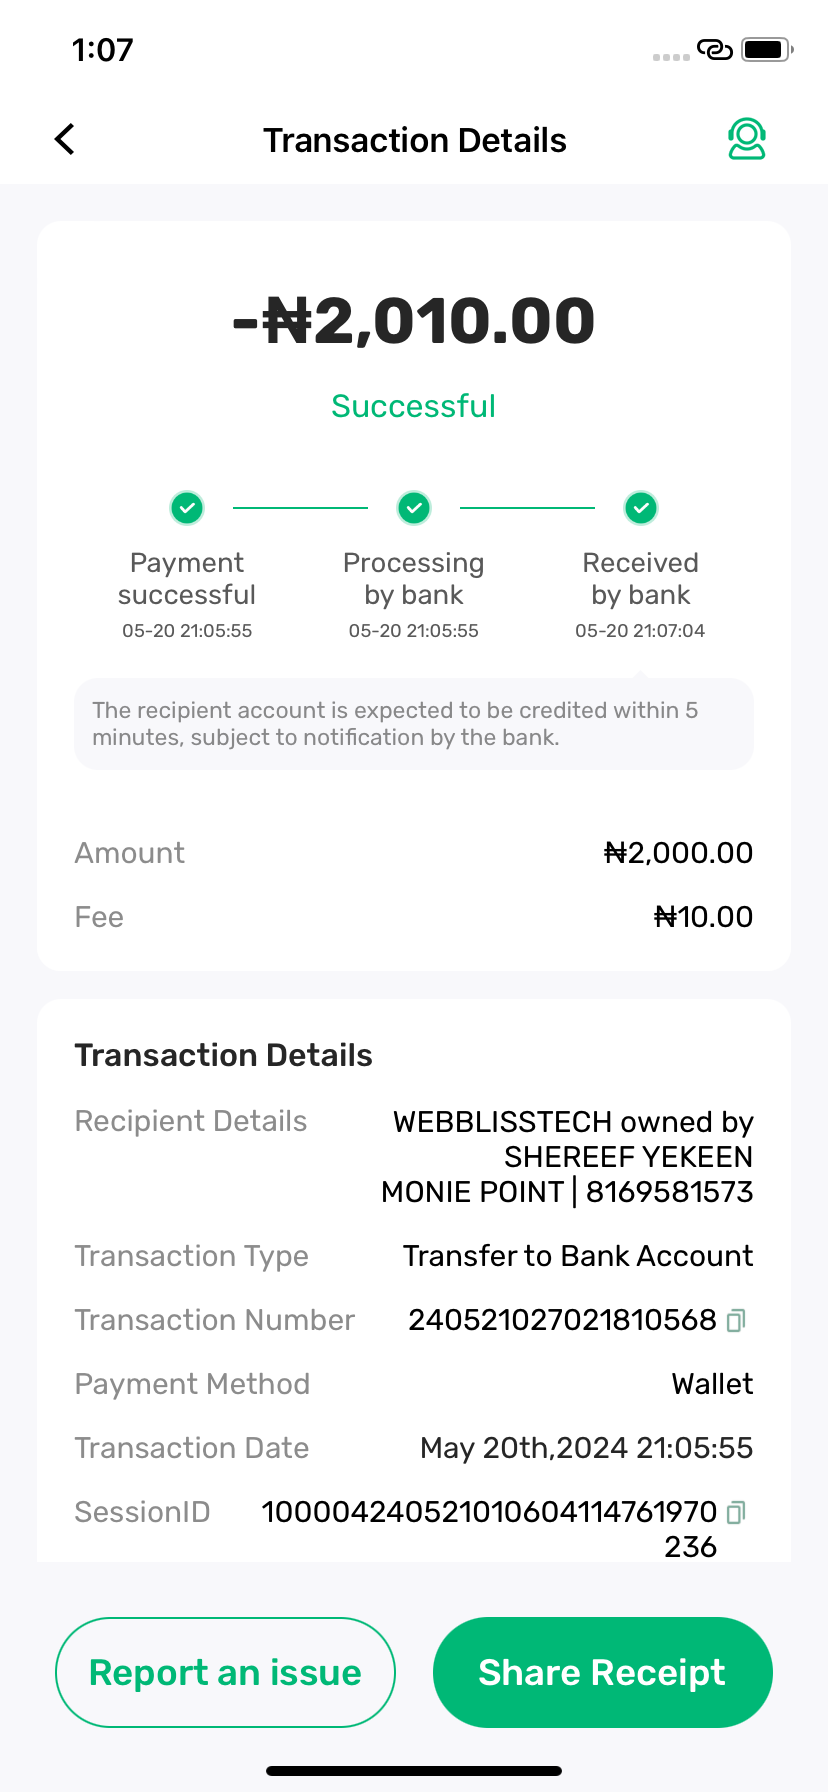 1:07
Transaction Details
-₦2,010.00
Successful
Payment
successful
05-20 21:05:55
Processing
by bank
05-20 21:05:55
Received
by bank
05-20 21:07:04
The recipient account is expected to be credited within 5
minutes, subject to notification by the bank.
Amount ₦2,000.00
Fee ₦10.00
Transaction Details
Recipient Details WEBBLISSTECH owned by
SHEREEF YEKEEN
MONIE POINT | 8169581573
Transaction Type Transfer to Bank Account
Transaction Number 240521027021810568
Payment Method Wallet
Transaction Date May 20th,2024 21:05:55
SessionID 100004240521010604114761970
236
Report an issue Share Receipt